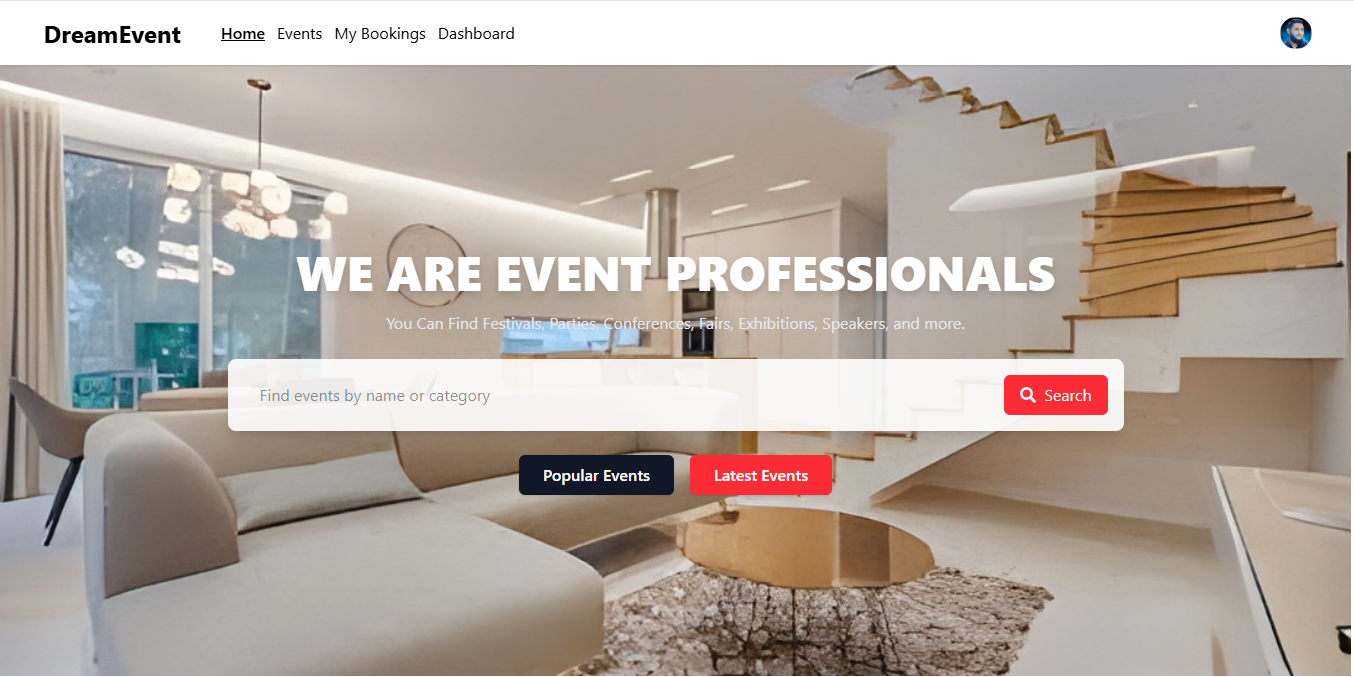 DreamEvent
Home Events My Bookings Dashboard
WE ARE EVENT PROFESSIONALS
You Can Find Festivals, Parties, Conferences, Fairs, Exhibitions, Speakers, and more.
Find events by name or category
Search
Popular Events
Latest Events